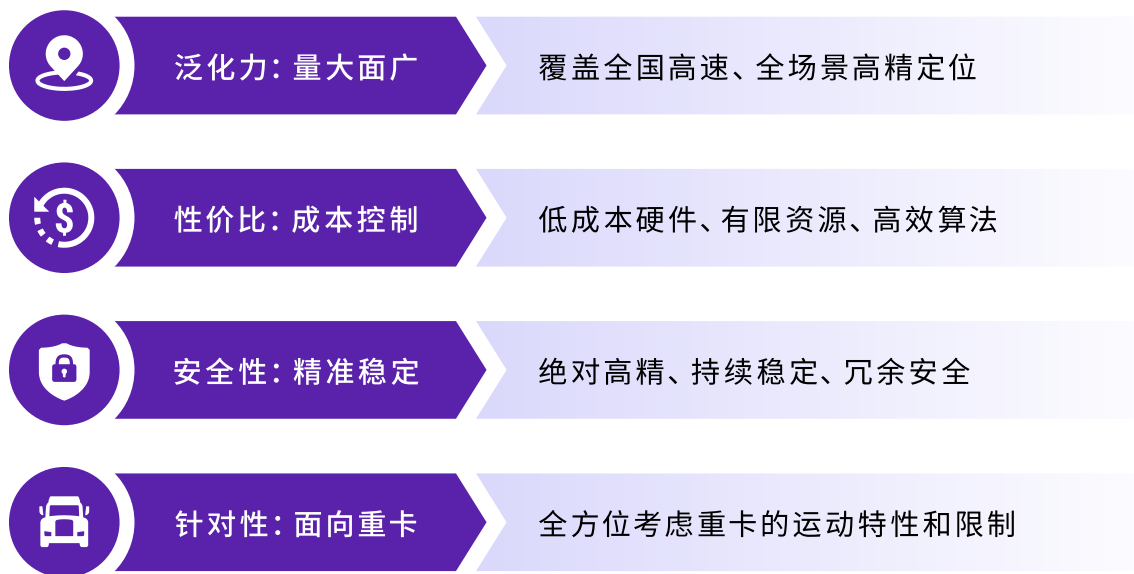 泛化力：量大面广
覆盖全国高速、全场景高精定位
性价比：成本控制
低成本硬件、有限资源、高效算法
安全性：精准稳定
绝对高精、持续稳定、冗余安全
针对性：面向重卡
全方位考虑重卡的运动特性和限制